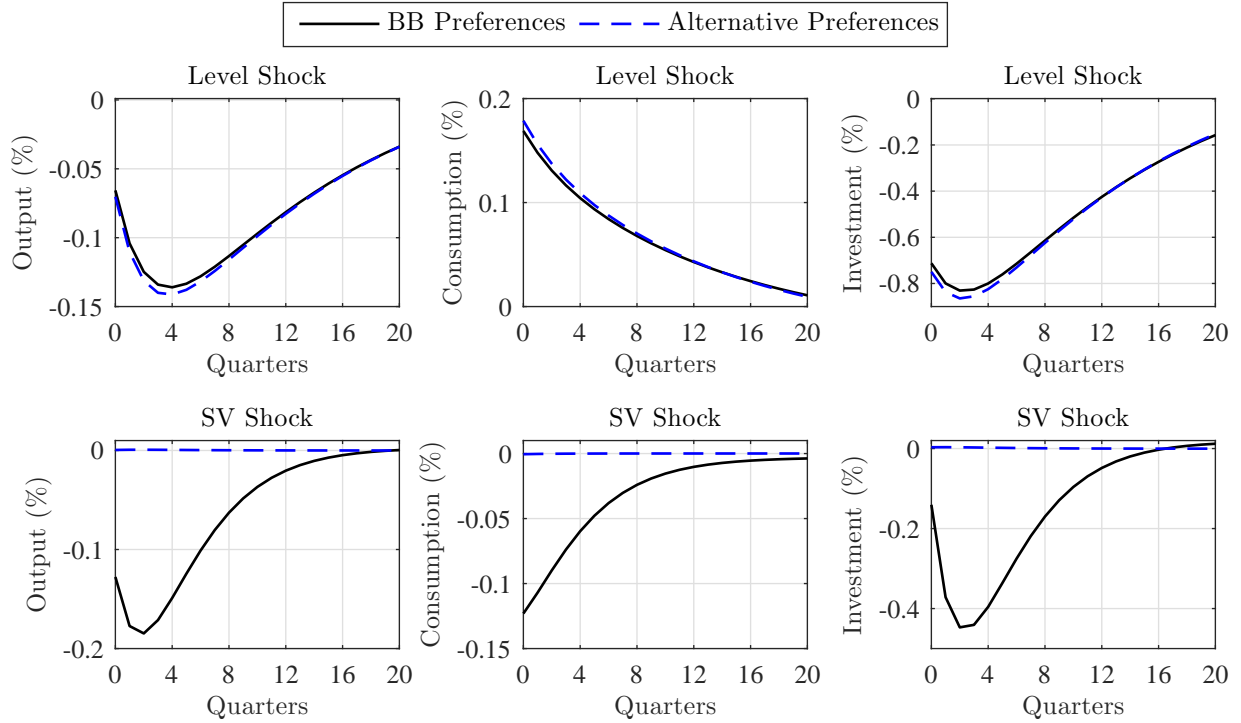 BB Preferences Alternative Preferences
Level Shock
0
-0.05
-0.1
-0.15
Output (%)
0 4 8 12 16 20
Quarters
Level Shock
0.2
0.1
0
Consumption (%)
0 4 8 12 16 20
Quarters
Level Shock
0
-0.2
-0.4
-0.6
-0.8
Investment (%)
0 4 8 12 16 20
Quarters
SV Shock
0
-0.1
-0.2
Output (%)
0 4 8 12 16 20
Quarters
SV Shock
0
-0.05
-0.1
-0.15
Consumption (%)
0 4 8 12 16 20
Quarters
SV Shock
0
-0.2
-0.4
Investment (%)
0 4 8 12 16 20
Quarters